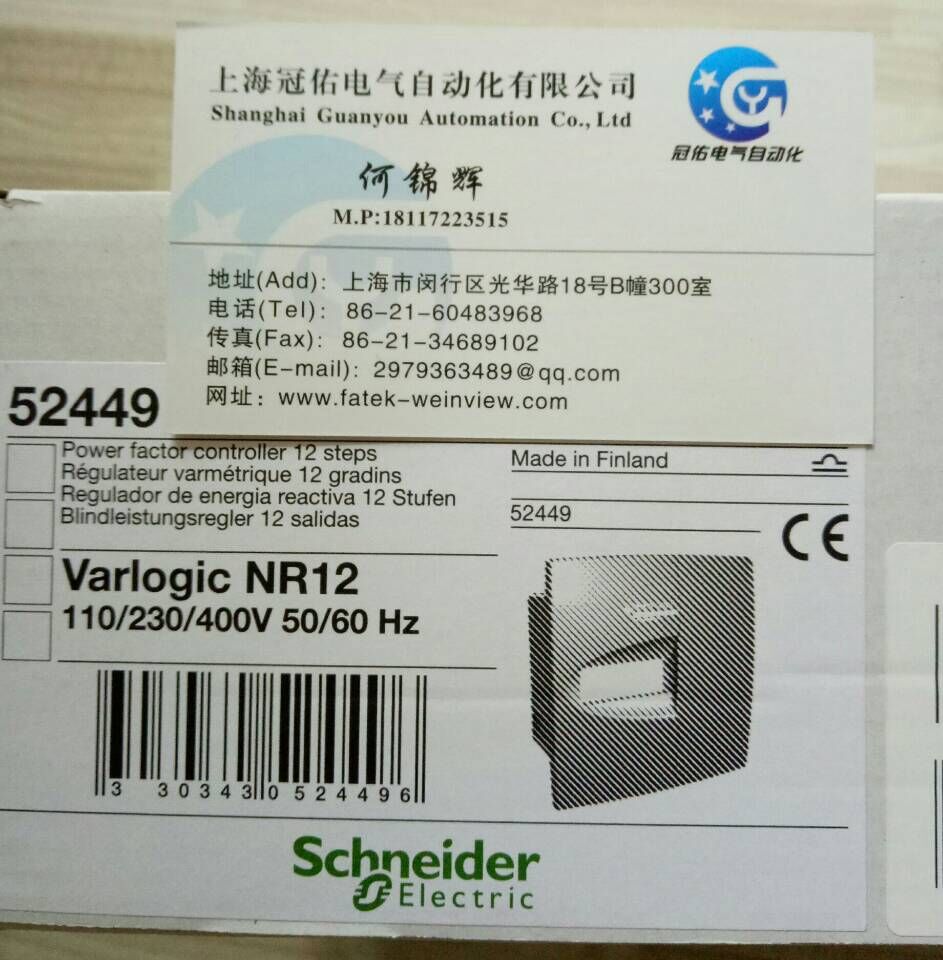 上海冠佑电气自动化有限公司
Shanghai Guanyou Automation Co., Ltd
冠佑电气自动化
何锦辉
M.P:18117223515
地址(Add): 上海市闵行区光华路18号B幢300室
电话(Tel): 86-21-60483968
传真(Fax): 86-21-34689102
邮箱(E-mail): 2979363489@qq.com
网址: www.fatek-weinview.com
52449
Power factor controller 12 steps
Régulateur varmétrique 12 gradins
Regulador de energia reactiva 12 Stufen
Blindleistungsregler 12 salidas
Made in Finland
52449
CE
Varlogic NR12
110/230/400V 50/60 Hz
3 303430 524496
Schneider
Electric